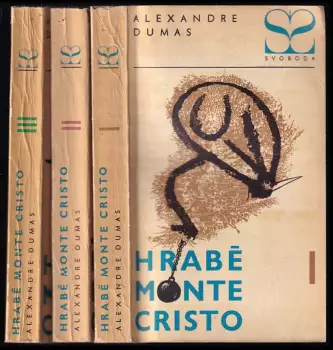 HRABĚ MONTE CRISTO
ALEXANDRE DUMAS
III
HRABĚ MONTE CRISTO
ALEXANDRE DUMAS
II
HRABĚ MONTE CRISTO
ALEXANDRE DUMAS
I
ALEXANDRE
DUMAS
SVOBODA
HRABĚ
MONTE
CRISTO
I